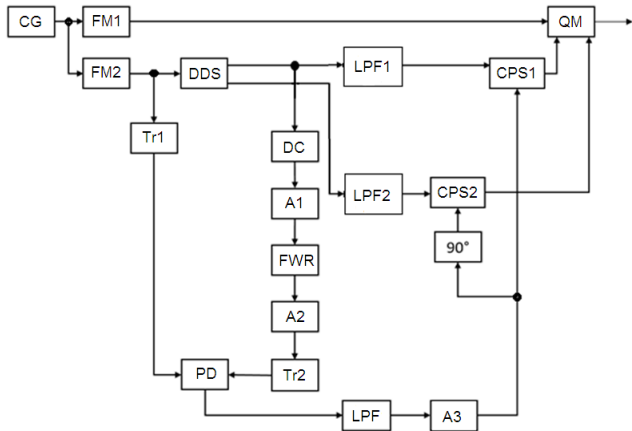 CG
FM1
QM
FM2
DDS
LPF1
CPS1
Tr1
DC
A1
LPF2
CPS2
FWR
90°
A2
PD
Tr2
LPF
A3